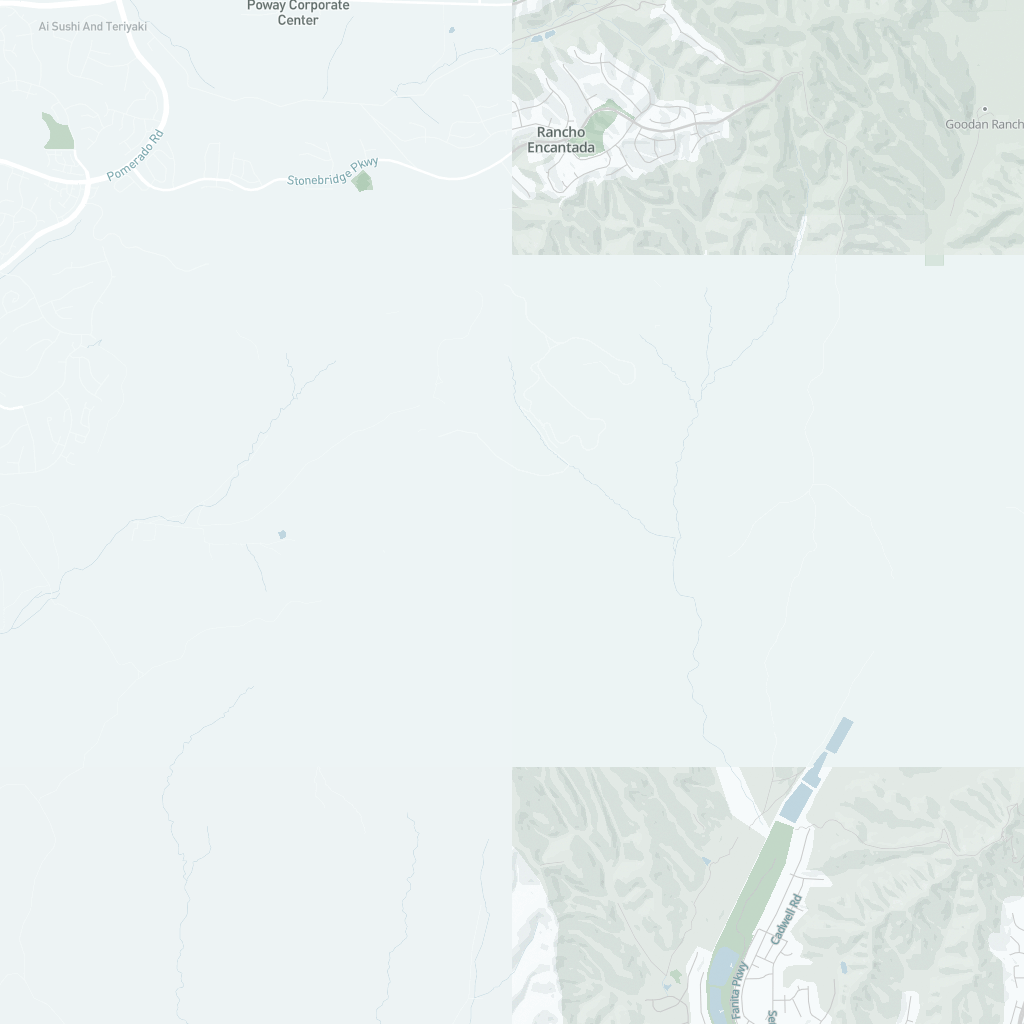 Poway Corporate
Center
Ai Sushi And Teriyaki
Pomerado Rd
Stonebridge Pkwy
Rancho
Encantada
Goodan Ranch
Cadwell Rd
Fanita Pkwy